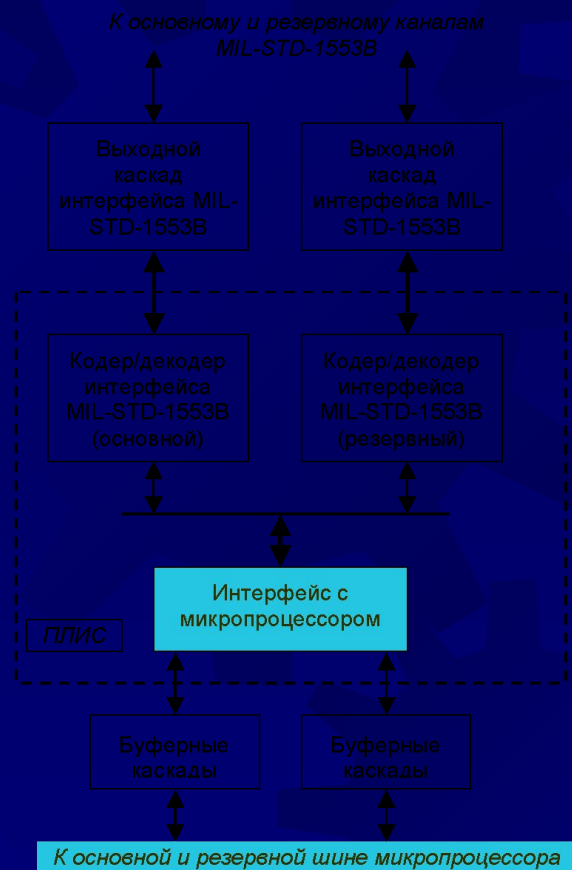 К основному и резервному каналам
MIL-STD-1553B
Выходной
каскад
интерфейса MIL-
STD-1553B
Выходной
каскад
интерфейса MIL-
STD-1553B
Кодер/декодер
интерфейса
MIL-STD-1553B
(основной)
Кодер/декодер
интерфейса
MIL-STD-1553B
(резервный)
Интерфейс с
микропроцессором
ПЛИС
Буферные
каскады
Буферные
каскады
К основной и резервной шине микропроцессора